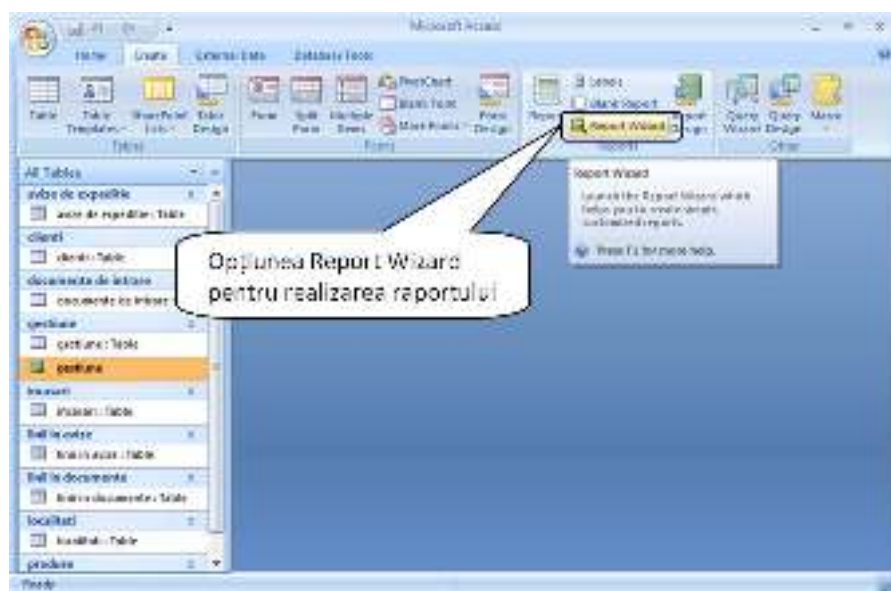 Microsoft Access
Home Create External Data Database Tools
Table Table Templates SharePoint Lists Table Design
Tables
Form Split Form Multiple Items PivotChart Blank Form More Forms Form Design
Forms
Report Labels Blank Report Report Wizard Report Design
Reports
Query Wizard Query Design Macro
Other
All Tables
avize de expeditie
avize de expeditie : Table
clienti
clienti : Table
documente de intrare
documente de intrare
gestiune
gestiune : Table
gestiune
incasari
incasari : Table
linii in avize
linii in avize : Table
linii in documente
linii in documente : Table
localitati
localitati : Table
produse
Report Wizard
Launch the Report Wizard which
helps you to create simple,
customized reports.
Press F1 for more help.
Opțiunea Report Wizard
pentru realizarea raportului
Ready